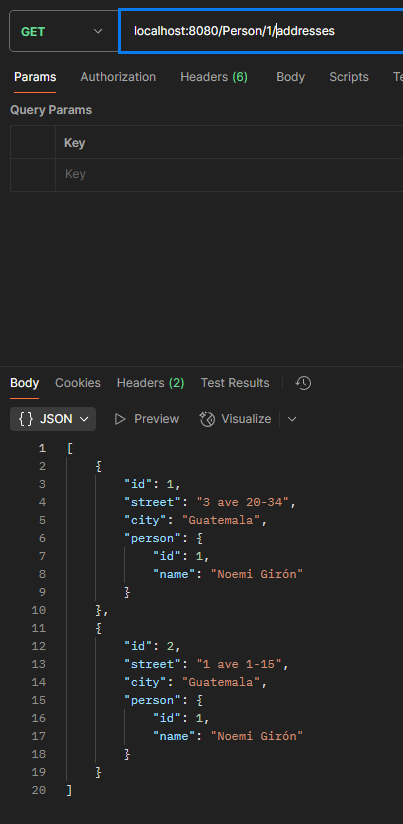 GET localhost:8080/Person/1/addresses
Params Authorization Headers (6) Body Scripts Te
Query Params
Key
Key
Body Cookies Headers (2) Test Results
{} JSON Preview Visualize
1 [
2 {
3 "id": 1,
4 "street": "3 ave 20-34",
5 "city": "Guatemala",
6 "person": {
7 "id": 1,
8 "name": "Noemi Girón"
9 }
10 },
11 {
12 "id": 2,
13 "street": "1 ave 1-15",
14 "city": "Guatemala",
15 "person": {
16 "id": 1,
17 "name": "Noemi Girón"
18 }
19 }
20 ]